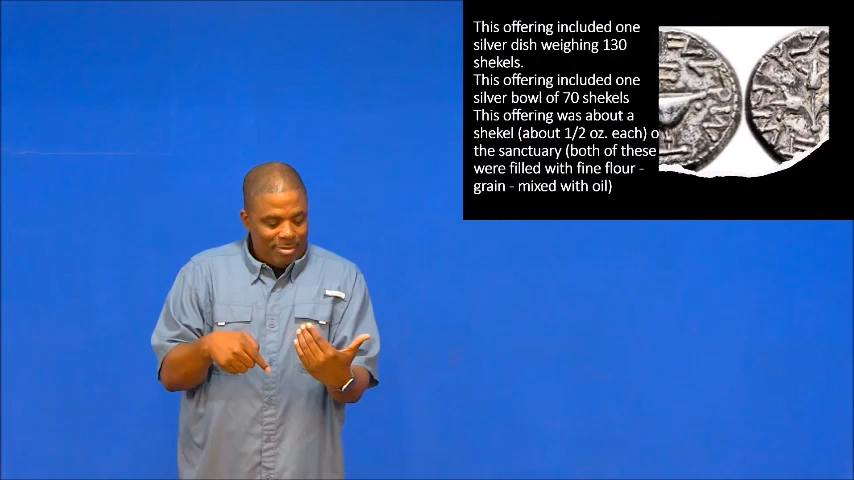 This offering included one
silver dish weighing 130
shekels.
This offering included one
silver bowl of 70 shekels
This offering was about a
shekel (about 1/2 oz. each) o
the sanctuary (both of these
were filled with fine flour -
grain - mixed with oil)